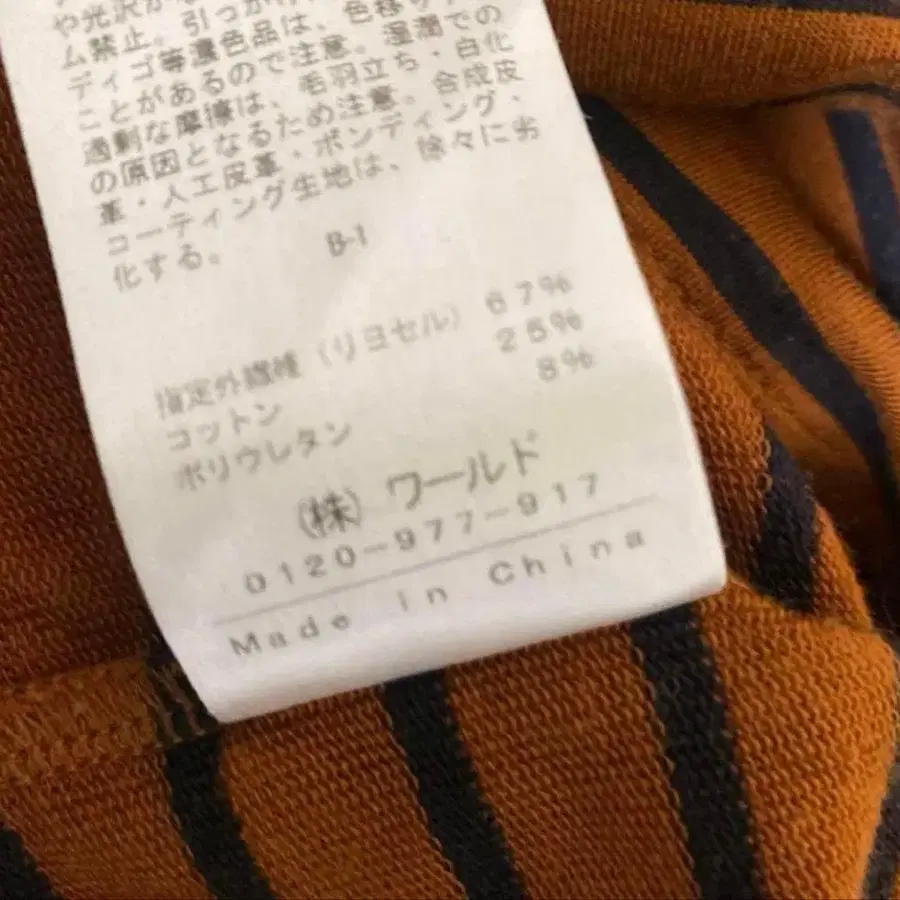 や光沢が
ム禁止。引っか
ディゴ等濃色品は、色移り
ことがあるので注意。湿潤での
過剰な摩擦は、毛羽立ち・白化
の原因となるため注意。合成皮
革・人工皮革・ボンディング・
コーティング生地は、徐々に劣
化する。
B-1
指定外繊維（リヨセル） 67%
コットン 25%
ポリウレタン 8%
（株）ワールド
0120-977-917
Made in China